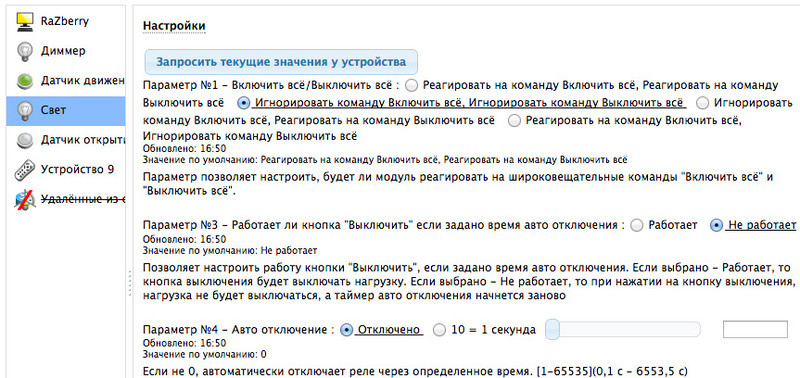 RaZberry
Диммер
Датчик движен
Свет
Датчик открыти
Устройство 9
Удалённые из с
Настройки
Запросить текущие значения у устройства
Параметр №1 – Включить всё/Выключить всё : Реагировать на команду Включить всё, Реагировать на команду
Выключить всё Игнорировать команду Включить всё, Игнорировать команду Выключить всё Игнорировать
команду Включить всё, Реагировать на команду Выключить всё Реагировать на команду Включить всё,
Игнорировать команду Выключить всё
Обновлено: 16:50
Значение по умолчанию: Реагировать на команду Включить всё, Реагировать на команду Выключить всё
Параметр позволяет настроить, будет ли модуль реагировать на широковещательные команды "Включить всё" и
"Выключить всё".
Параметр №3 – Работает ли кнопка "Выключить" если задано время авто отключения : Работает Не работает
Обновлено: 16:50
Значение по умолчанию: Не работает
Позволяет настроить работу кнопки "Выключить", если задано время авто отключения. Если выбрано – Работает, то
кнопка выключения будет выключать нагрузку. Если выбрано – Не работает, то при нажатии на кнопку выключения,
нагрузка не будет выключаться, а таймер авто отключения начнется заново
Параметр №4 – Авто отключение : Отключено 10 = 1 секунда
Обновлено: 16:50
Значение по умолчанию: 0
Если не 0, автоматически отключает реле через определенное время. [1–65535](0,1 с – 6553,5 с)